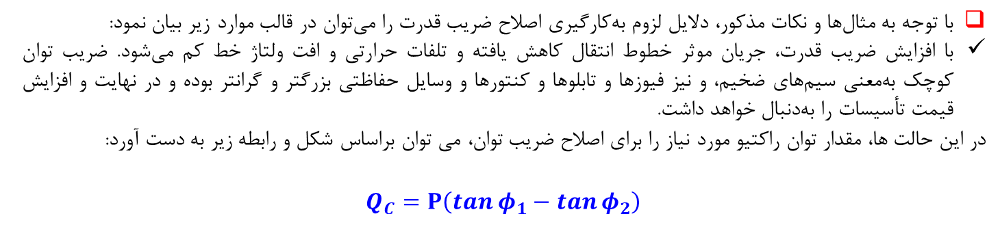 ❑ با توجه به مثال‌ها و نکات مذکور، دلایل لزوم به‌کارگیری اصلاح ضریب قدرت را می‌توان در قالب موارد زیر بیان نمود:
✓ با افزایش ضریب قدرت، جریان موثر خطوط انتقال کاهش یافته و تلفات حرارتی و افت ولتاژ خط کم می‌شود. ضریب توان
کوچک به‌معنی سیم‌های ضخیم، و نیز فیوزها و تابلوها و کنتورها و وسایل حفاظتی بزرگتر و گرانتر بوده و در نهایت و افزایش
قیمت تأسیسات را به‌دنبال خواهد داشت.
در این حالت ها، مقدار توان راکتیو مورد نیاز را برای اصلاح ضریب توان، می توان براساس شکل و رابطه زیر به دست آورد:
Q_C = P(tan ϕ₁ − tan ϕ₂)